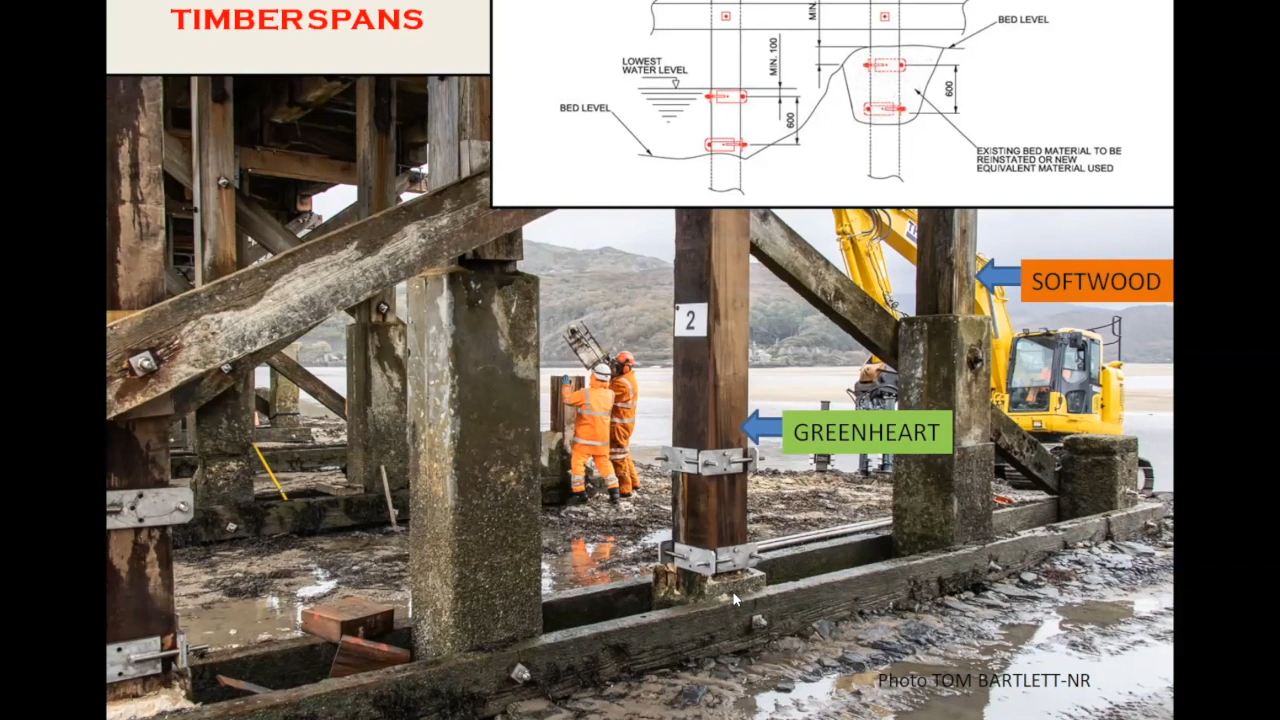 TIMBERSPANS
MIN.
BED LEVEL
LOWEST
WATER LEVEL
MIN. 100
BED LEVEL
600
600
EXISTING BED MATERIAL TO BE
REINSTATED OR NEW
EQUIVALENT MATERIAL USED
SOFTWOOD
2
GREENHEART
Photo TOM BARTLETT-NR